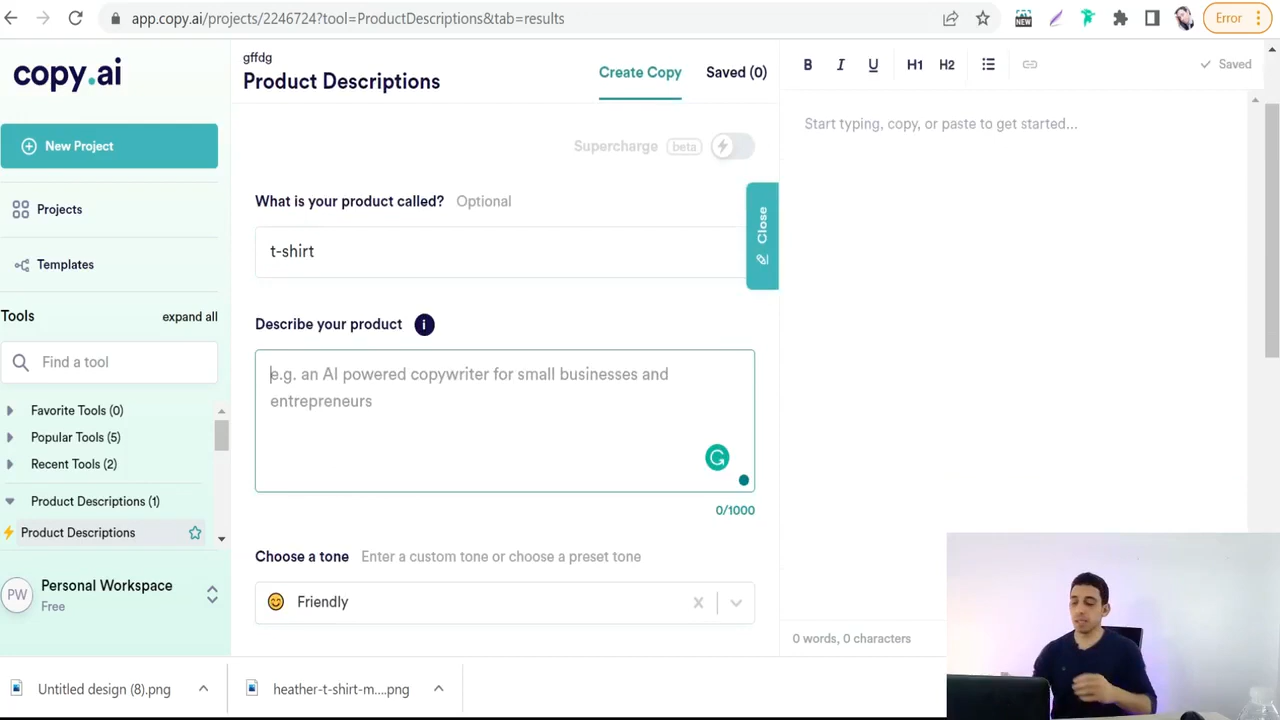 app.copy.ai/projects/2246724?tool=ProductDescriptions&tab=results
NEW
Error
copy.ai
New Project
Projects
Templates
Tools
expand all
Find a tool
Favorite Tools (0)
Popular Tools (5)
Recent Tools (2)
Product Descriptions (1)
Product Descriptions
PW
Personal Workspace
Free
gffdg
Product Descriptions
Create Copy
Saved (0)
Supercharge beta
What is your product called? Optional
t-shirt
Close
Describe your product i
e.g. an AI powered copywriter for small businesses and
entrepreneurs
0/1000
Choose a tone Enter a custom tone or choose a preset tone
Friendly
B I U H1 H2
Saved
Start typing, copy, or paste to get started...
0 words, 0 characters
Untitled design (8).png
heather-t-shirt-m....png